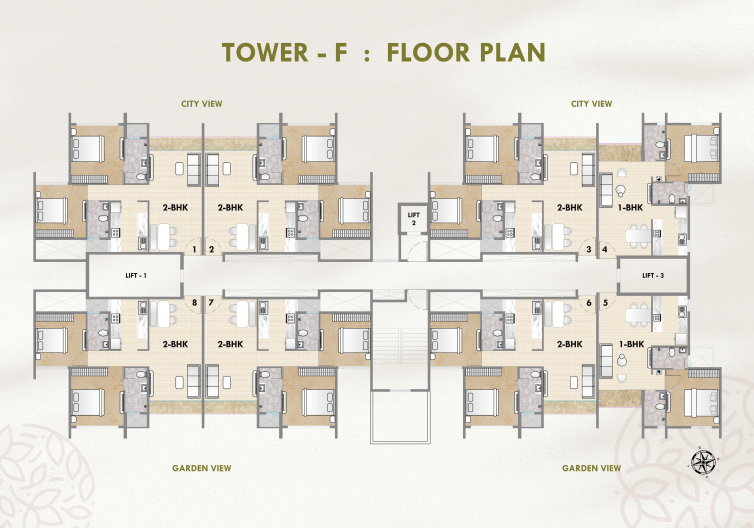 TOWER - F : FLOOR PLAN
CITY VIEW
CITY VIEW
2-BHK
2-BHK
2-BHK
1-BHK
LIFT
2
1
2
3
4
LIFT - 1
LIFT - 3
8
7
6
5
2-BHK
2-BHK
2-BHK
1-BHK
GARDEN VIEW
GARDEN VIEW